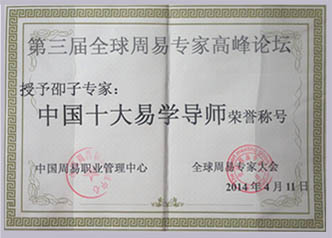 第三届全球周易专家高峰论坛
授予卲子专家：
中国十大易学导师荣誉称号
中国周易职业管理中心 全球周易专家大会
2014年4月11日